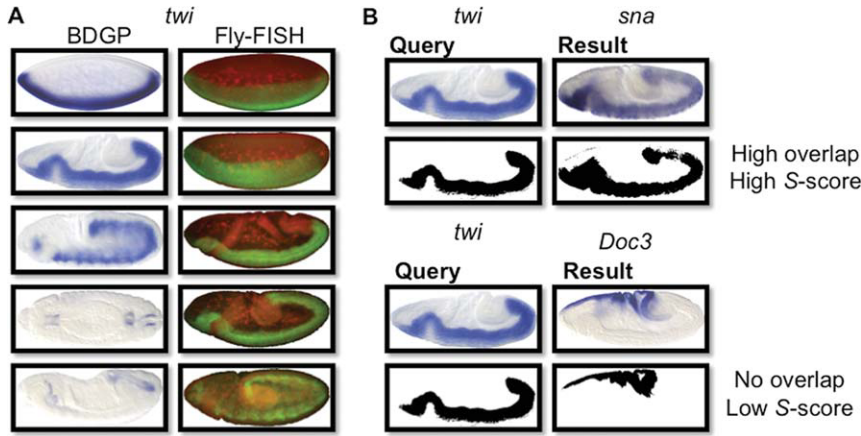 A
twi
BDGP Fly-FISH
B
twi sna
Query Result
High overlap
High S-score
twi Doc3
Query Result
No overlap
Low S-score